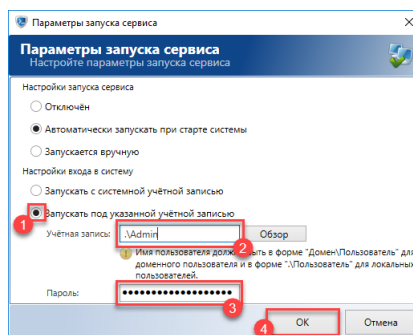 Параметры запуска сервиса
Параметры запуска сервиса
Настройте параметры запуска сервиса
Настройки запуска сервиса
Отключён
Автоматически запускать при старте системы
Запускается вручную
Настройки входа в систему
Запускать с системной учётной записью
1
Запускать под указанной учётной записью
Учётная запись:
.\Admin
2
Обзор
Имя пользователя должно быть в форме "Домен\Пользователь" для
доменного пользователя и в форме ".\Пользователь" для локальных
пользователей.
Пароль:
••••••••••••••••••
3
4
ОК
Отмена